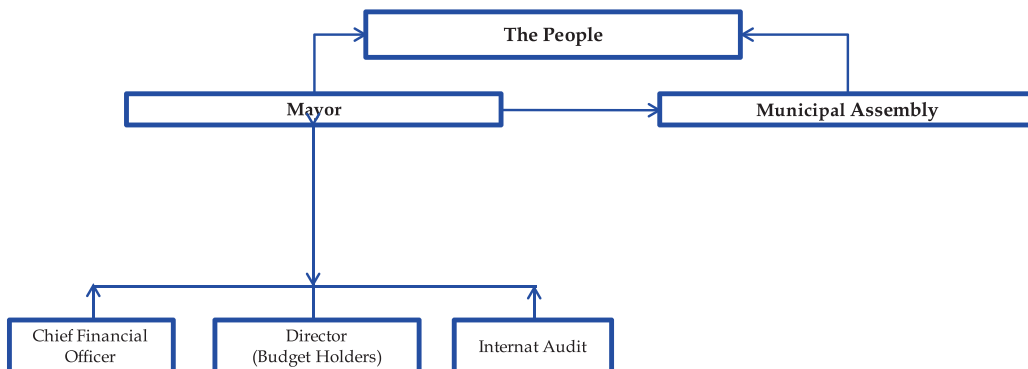 The People
Mayor
Municipal Assembly
Chief Financial
Officer
Director
(Budget Holders)
Internat Audit